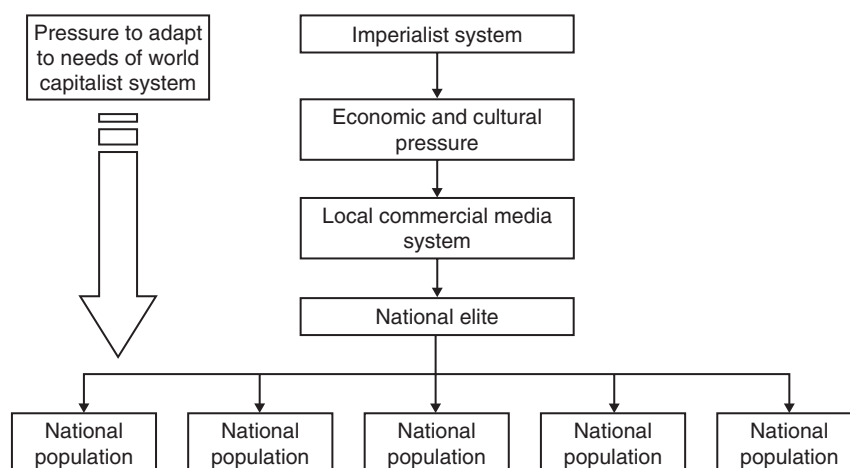 Pressure to adapt
to needs of world
capitalist system
Imperialist system
Economic and cultural
pressure
Local commercial media
system
National elite
National
population
National
population
National
population
National
population
National
population